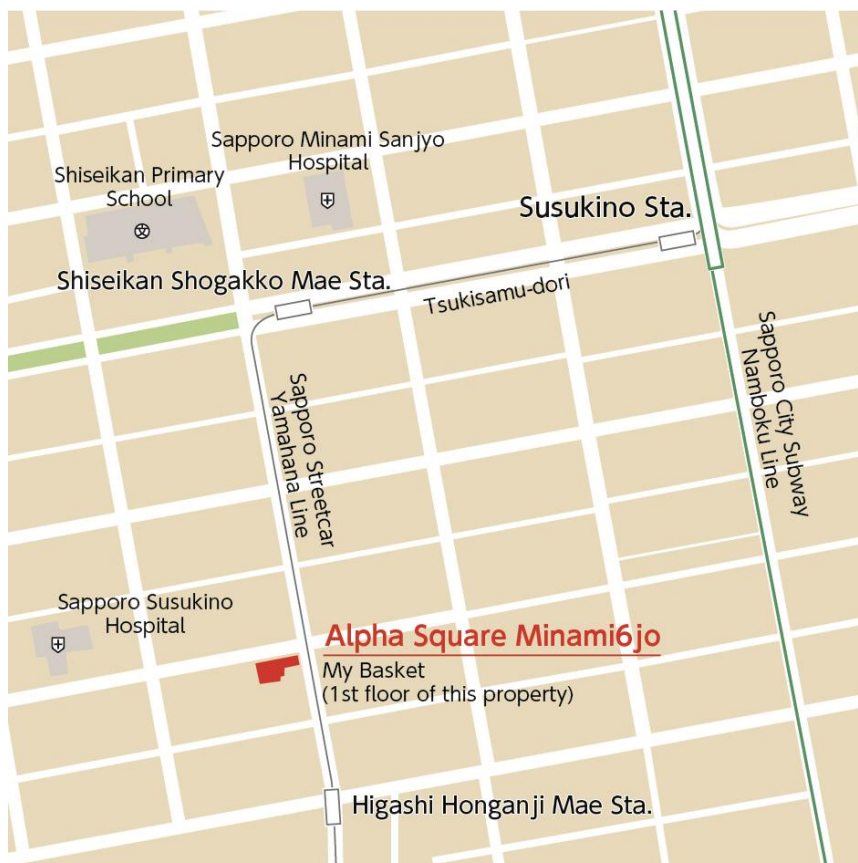 Sapporo Minami Sanjyo
Hospital
Shiseikan Primary
School
文
Susukino Sta.
Shiseikan Shogakko Mae Sta.
Tsukisamu-dori
Sapporo Streetcar
Yamahana Line
Sapporo City Subway
Namboku Line
Sapporo Susukino
Hospital
Alpha Square Minami6jo
My Basket
(1st floor of this property)
Higashi Honganji Mae Sta.